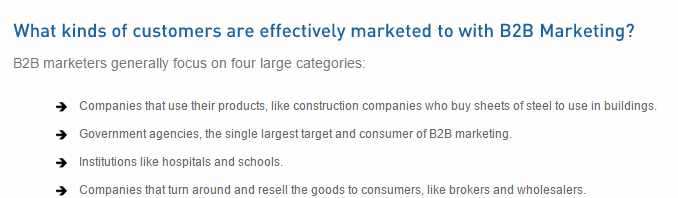 What kinds of customers are effectively marketed to with B2B Marketing?
B2B marketers generally focus on four large categories:
➔ Companies that use their products, like construction companies who buy sheets of steel to use in buildings.
➔ Government agencies, the single largest target and consumer of B2B marketing.
➔ Institutions like hospitals and schools.
➔ Companies that turn around and resell the goods to consumers, like brokers and wholesalers.